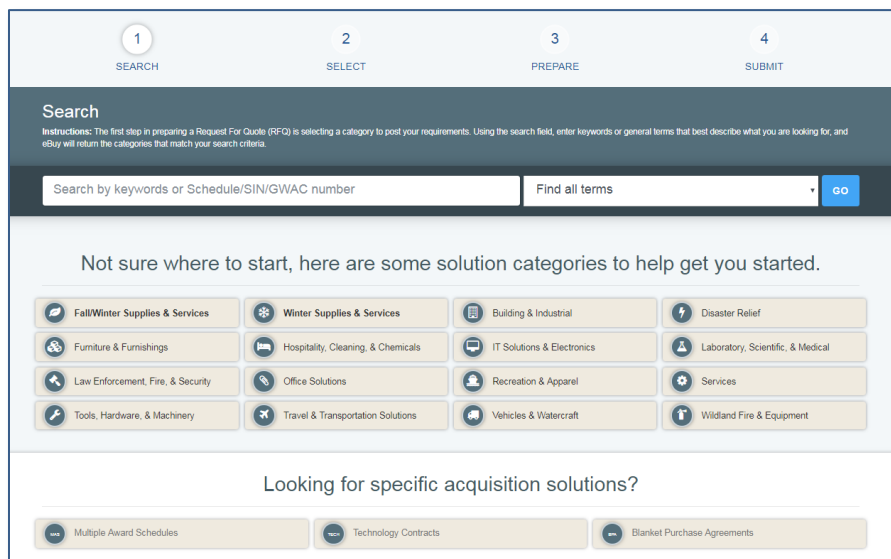 1
2
3
4
SEARCH
SELECT
PREPARE
SUBMIT
Search
Instructions: The first step in preparing a Request For Quote (RFQ) is selecting a category to post your requirements. Using the search field, enter keywords or general terms that best describe what you are looking for, and
eBuy will return the categories that match your search criteria.
Search by keywords or Schedule/SIN/GWAC number
Find all terms
GO
Not sure where to start, here are some solution categories to help get you started.
Fall/Winter Supplies & Services
Winter Supplies & Services
Building & Industrial
Disaster Relief
Furniture & Furnishings
Hospitality, Cleaning, & Chemicals
IT Solutions & Electronics
Laboratory, Scientific, & Medical
Law Enforcement, Fire, & Security
Office Solutions
Recreation & Apparel
Services
Tools, Hardware, & Machinery
Travel & Transportation Solutions
Vehicles & Watercraft
Wildland Fire & Equipment
Looking for specific acquisition solutions?
MAS
Multiple Award Schedules
TECH
Technology Contracts
BPA
Blanket Purchase Agreements